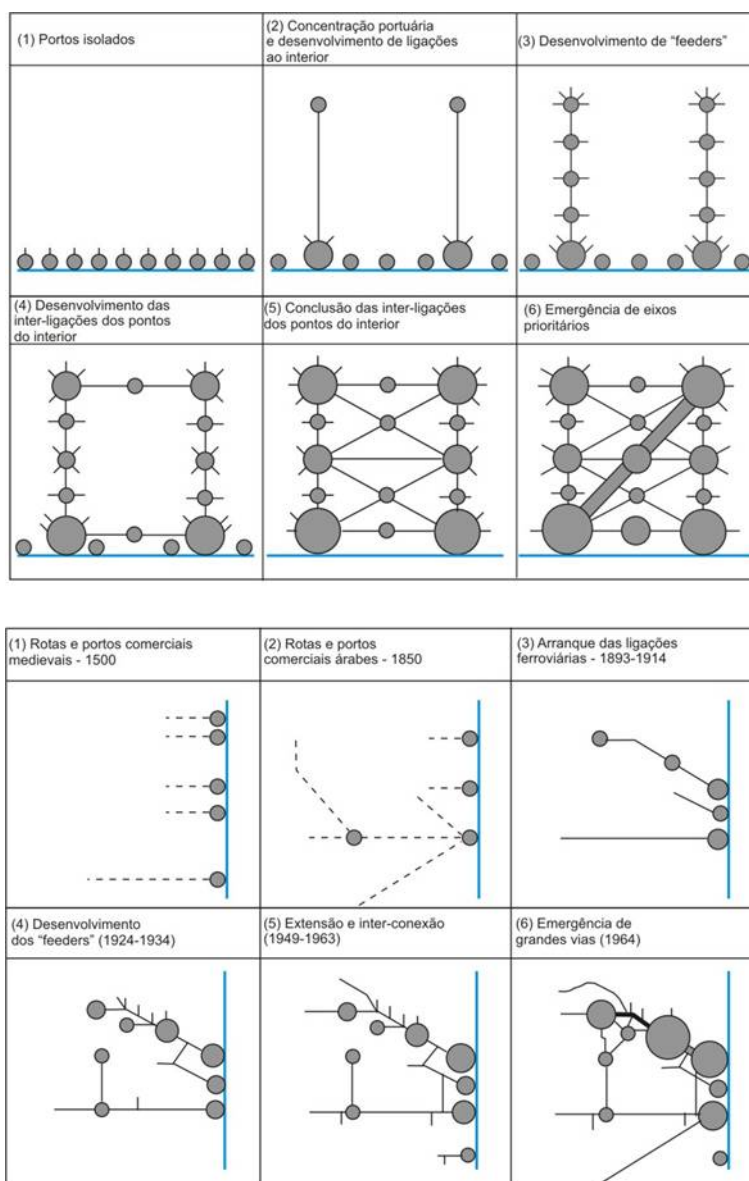 (1) Portos isolados
(2) Concentração portuária
e desenvolvimento de ligações
ao interior
(3) Desenvolvimento de “feeders”
(4) Desenvolvimento das
inter-ligações dos pontos
do interior
(5) Conclusão das inter-ligações
dos pontos do interior
(6) Emergência de eixos
prioritários
(1) Rotas e portos comerciais
medievais - 1500
(2) Rotas e portos
comerciais árabes - 1850
(3) Arranque das ligações
ferroviárias - 1893-1914
(4) Desenvolvimento
dos “feeders” (1924-1934)
(5) Extensão e inter-conexão
(1949-1963)
(6) Emergência de
grandes vias (1964)